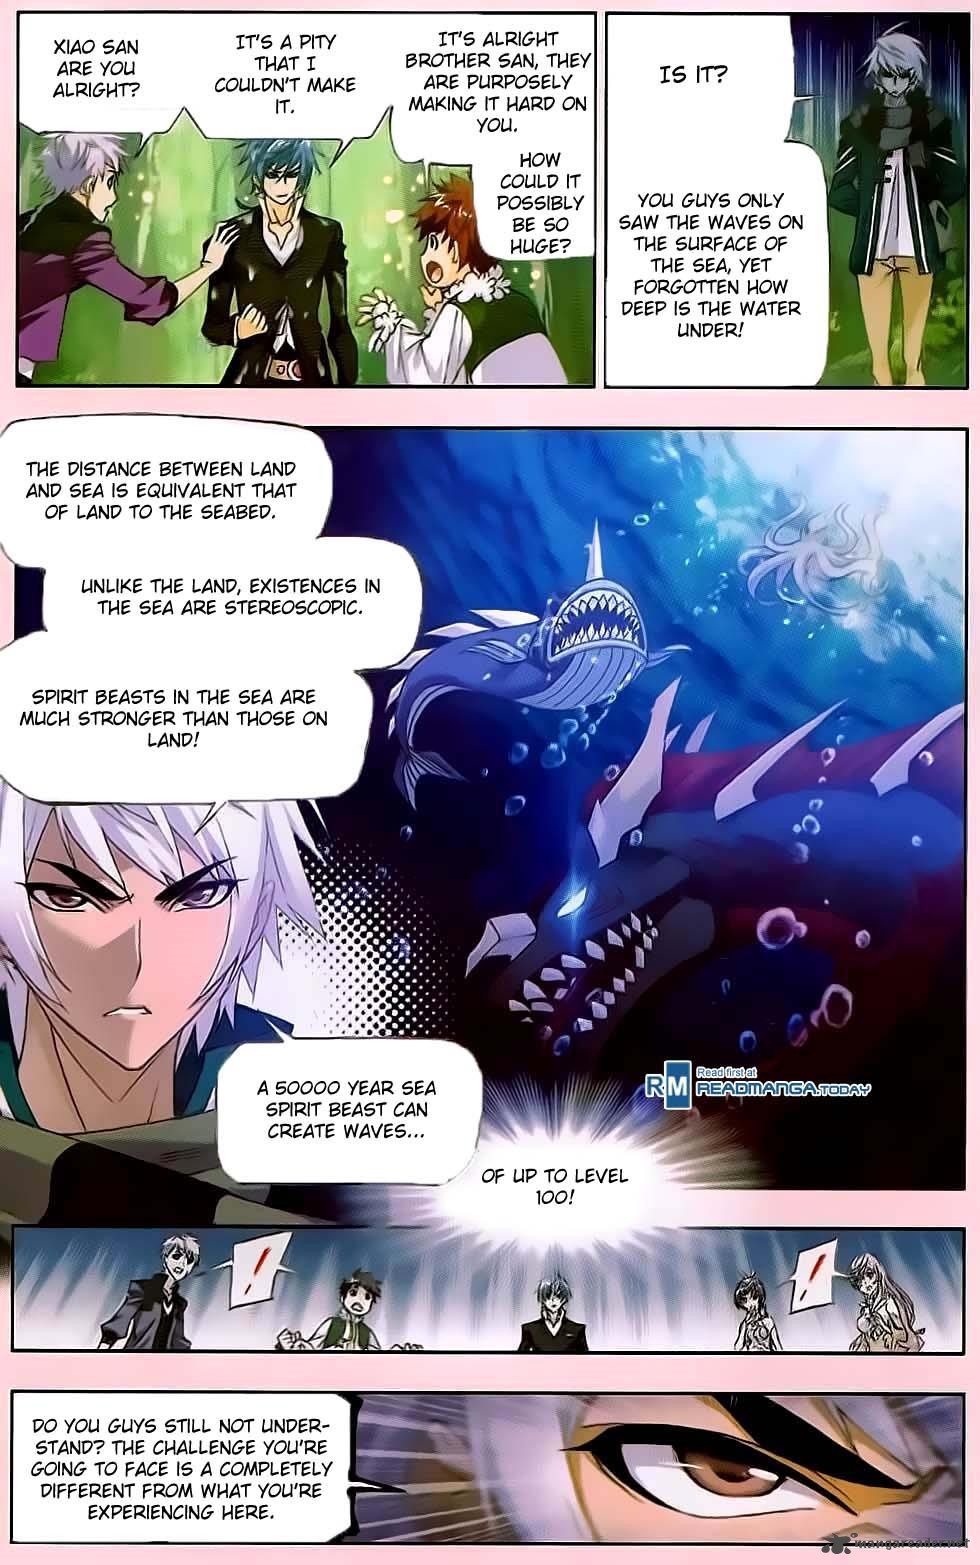 XIAO SAN
ARE YOU
ALRIGHT?
IT'S A PITY
THAT I
COULDN'T MAKE
IT.
IT'S ALRIGHT
BROTHER SAN, THEY
ARE PURPOSELY
MAKING IT HARD ON
YOU.
HOW
COULD IT
POSSIBLY
BE SO
HUGE?
IS IT?
YOU GUYS ONLY
SAW THE WAVES ON
THE SURFACE OF
THE SEA, YET
FORGOTTEN HOW
DEEP IS THE WATER
UNDER!
THE DISTANCE BETWEEN LAND
AND SEA IS EQUIVALENT THAT
OF LAND TO THE SEABED.
UNLIKE THE LAND, EXISTENCES IN
THE SEA ARE STEREOSCOPIC.
SPIRIT BEASTS IN THE SEA ARE
MUCH STRONGER THAN THOSE ON
LAND!
RM Read first at
READMANGA.TODAY
A 50000 YEAR SEA
SPIRIT BEAST CAN
CREATE WAVES...
OF UP TO LEVEL
100!
!
!
DO YOU GUYS STILL NOT UNDER-
STAND? THE CHALLENGE YOU'RE
GOING TO FACE IS A COMPLETELY
DIFFERENT FROM WHAT YOU'RE
EXPERIENCING HERE.
mangareader.net